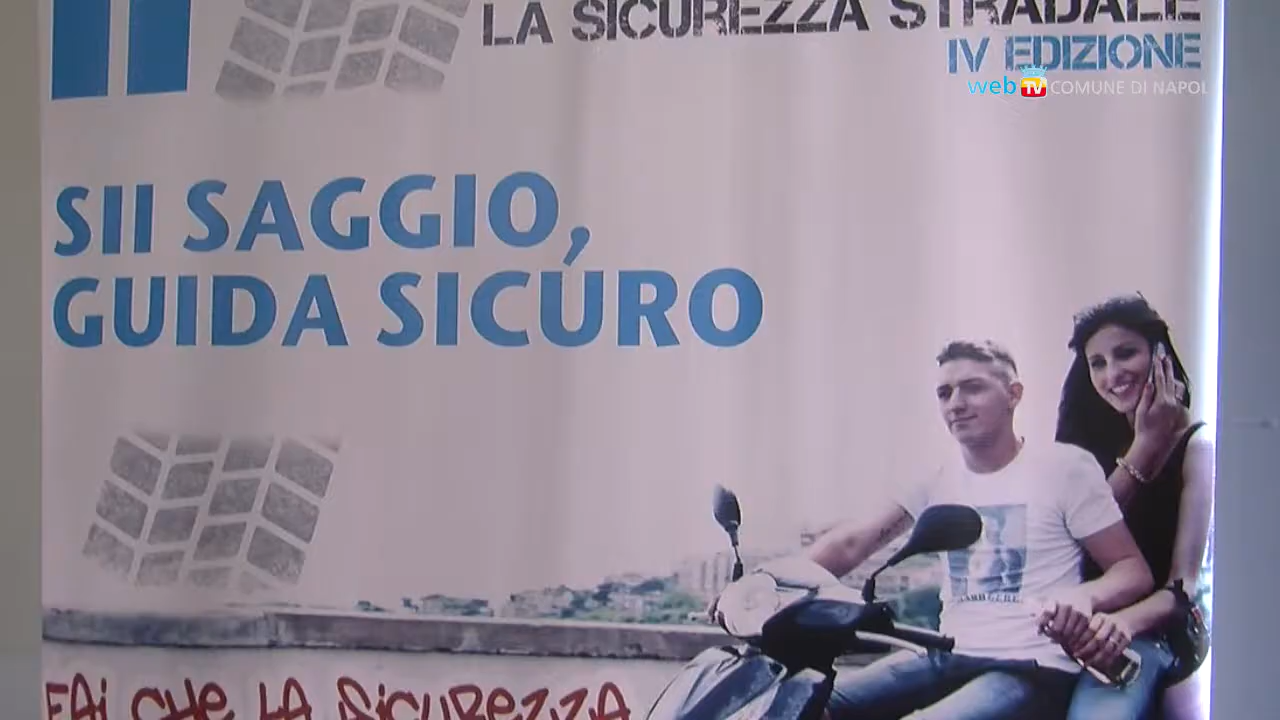 LA SICUREZZA STRADALE
IV EDIZIONE
web TV COMUNE DI NAPOL
SII SAGGIO,
GUIDA SICURO
FAI CHE LA SICUREZZA